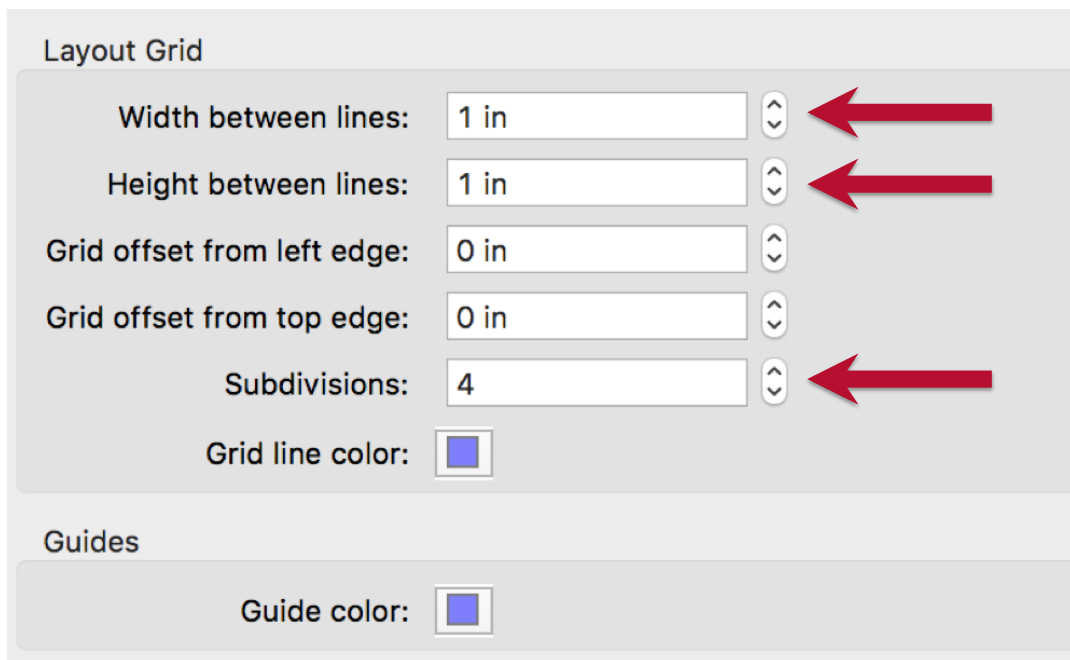 Layout Grid
Width between lines: 1 in
Height between lines: 1 in
Grid offset from left edge: 0 in
Grid offset from top edge: 0 in
Subdivisions: 4
Grid line color:
Guides
Guide color: